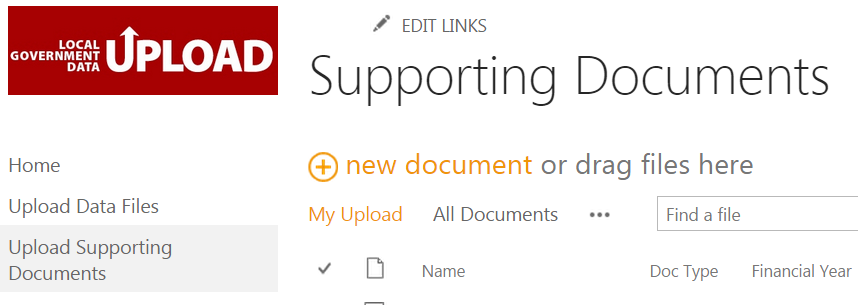 LOCAL
GOVERNMENT
DATA
UPLOAD
EDIT LINKS
Supporting Documents
Home
Upload Data Files
Upload Supporting
Documents
new document or drag files here
My Upload All Documents ••• Find a file
Name Doc Type Financial Year